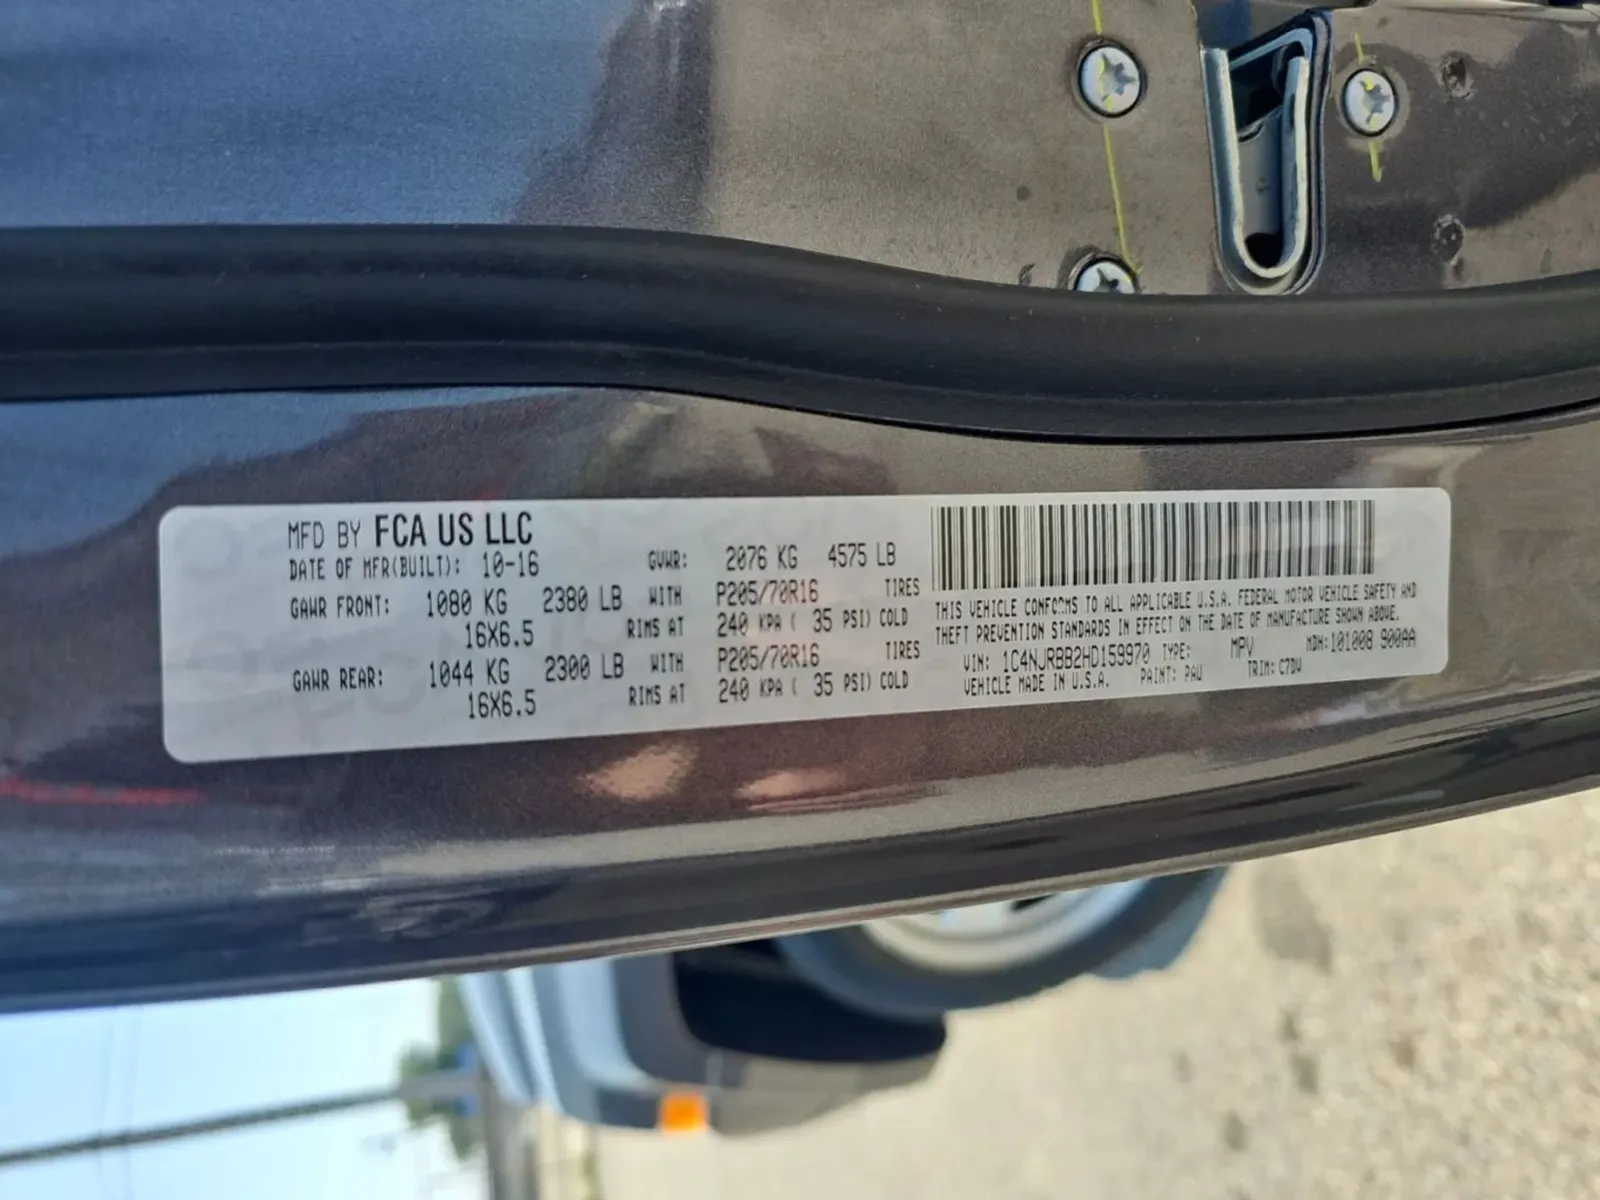 MFD BY FCA US LLC
DATE OF MFR(BUILT): 10-16 GVWR: 2076 KG 4575 LB
GAWR FRONT: 1080 KG 2380 LB WITH P205/70R16 TIRES
16X6.5 RIMS AT 240 KPA ( 35 PSI) COLD
GAWR REAR: 1044 KG 2300 LB WITH P205/70R16 TIRES
16X6.5 RIMS AT 240 KPA ( 35 PSI) COLD
THIS VEHICLE CONFORMS TO ALL APPLICABLE U.S.A. FEDERAL MOTOR VEHICLE SAFETY AND
THEFT PREVENTION STANDARDS IN EFFECT ON THE DATE OF MANUFACTURE SHOWN ABOVE.
VIN: 1C4NJRBB2HD159970 TYPE: MPV MDH:101008 900AA
VEHICLE MADE IN U.S.A. PAINT: PAU TRIM: C7DV